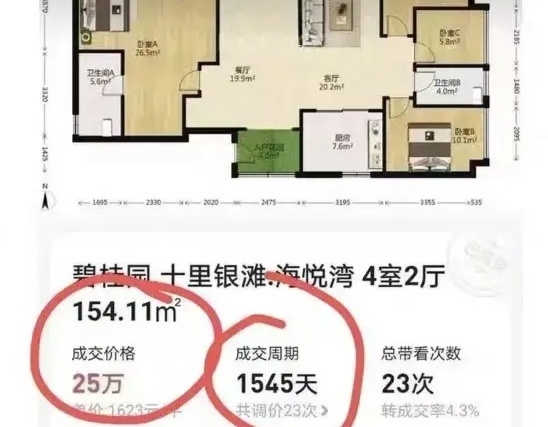 卧室A
26.5m²
卧室C
5.8m²
卫生间A
5.6m²
餐厅
19.9m²
客厅
20.2m²
卫生间B
4.0m²
入户花园
厨房
7.6m²
卧室B
10.1m²
3320
1425
2185
1480
2095
N
1695 2330 2020 2475 3195 3355 535
碧桂园 十里银滩.海悦湾 4室2厅
154.11m²
成交价格 成交周期 总带看次数
25万 1545天 23次
单价:1623元/平 共调价23次> 转成交率4.3%